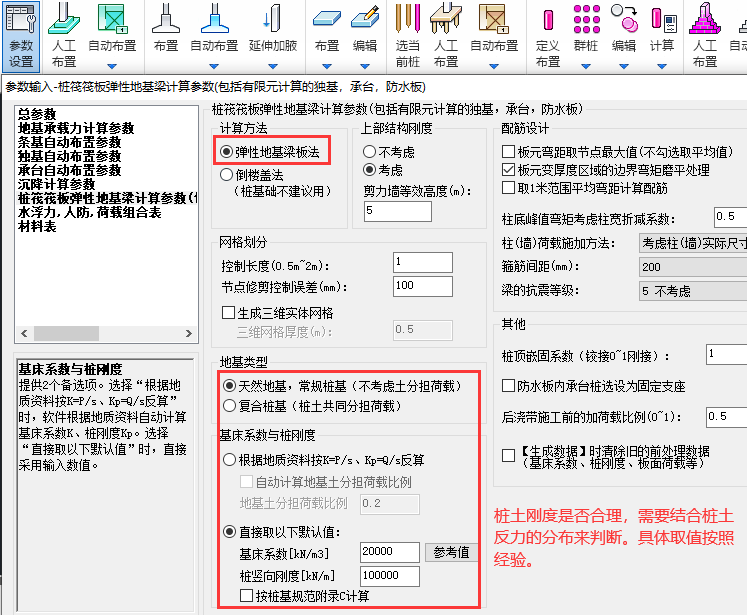 参数 人工 自动布置 布置 自动布置 延伸加腋 布置 编辑 选当 人工 自动布置 定义 群桩 编辑 计算 人工
设置 布置 前桩 布置 布置 布置
参数输入-桩筏筏板弹性地基梁计算参数(包括有限元计算的独基，承台，防水板)
总参数
地基承载力计算参数
条基自动布置参数
独基自动布置参数
承台自动布置参数
沉降计算参数
桩筏筏板弹性地基梁计算参数(
水浮力,人防,荷载组合表
材料表
基床系数与桩刚度
提供2个备选项。选择“根据地
质资料按K=P/s、Kp=Q/s反算”
时，软件根据地质资料自动计算
基床系数K、桩刚度Kp。选择
“直接取以下默认值”时，直接
采用输入数值。
桩筏筏板弹性地基梁计算参数(包括有限元计算的独基，承台，防水板)
计算方法
弹性地基梁板法
倒楼盖法
(桩基础不建议用)
上部结构刚度
不考虑
考虑
剪力墙等效高度(m):
5
网格划分
控制长度(0.5m~2m): 1
节点修剪控制误差(mm): 100
生成三维实体网格
三维网格厚度(m): 0.5
地基类型
天然地基，常规桩基（不考虑土分担荷载）
复合桩基（桩土共同分担荷载）
基床系数与桩刚度
根据地质资料按K=P/s、Kp=Q/s反算
自动计算地基土分担荷载比例
地基土分担荷载比例 0.2
直接取以下默认值:
基床系数[kN/m3] 20000 参考值
桩竖向刚度[kN/m] 100000
按桩基规范附录C计算
配筋设计
板元弯距取节点最大值(不勾选取平均值)
板元变厚度区域的边界弯矩磨平处理
取1米范围平均弯距计算配筋
柱底峰值弯矩考虑柱宽折减系数: 0.5
柱(墙)荷载施加方法: 考虑柱(墙)实际尺寸
箍筋间距(mm): 200
梁的抗震等级: 5 不考虑
其他
桩顶嵌固系数（铰接0~1刚接）: 1
防水板内承台桩选设为固定支座
后浇带施工前的加荷载比例(0~1): 0.5
【生成数据】时清除旧的前处理数据
（基床系数、桩刚度、板面荷载等）
桩土刚度是否合理，需要结合桩土
反力的分布来判断。具体取值按照
经验。